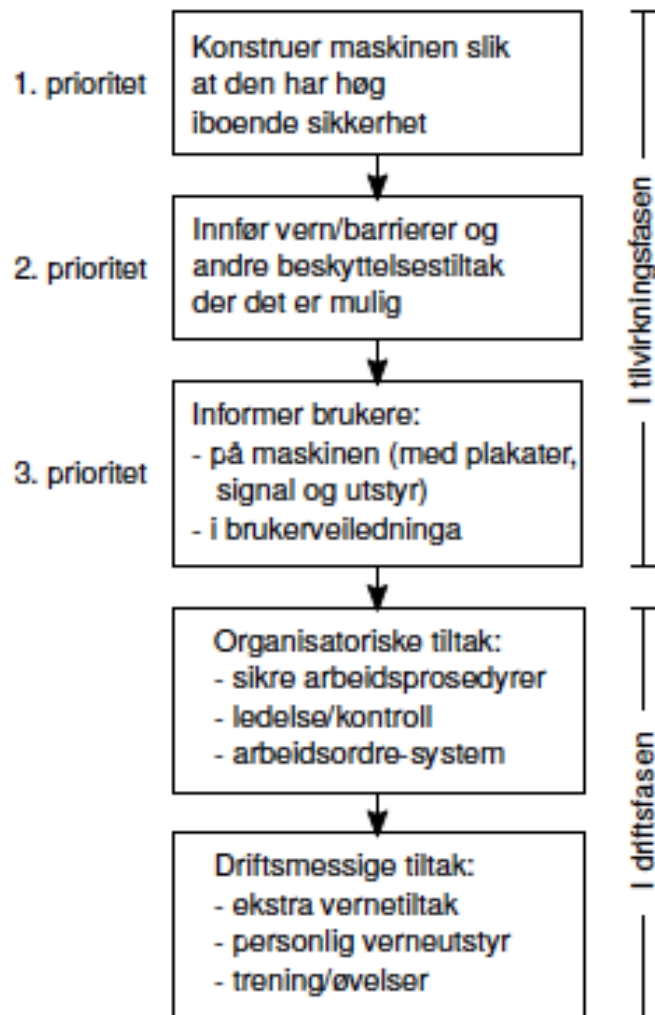 1. prioritet
Konstruer maskinen slik
at den har høg
iboende sikkerhet
2. prioritet
Innfør vern/barrierer og
andre beskyttelsestiltak
der det er mulig
3. prioritet
Informer brukere:
- på maskinen (med plakater,
signal og utstyr)
- i brukerveiledninga
I tilvirkningsfasen
Organisatoriske tiltak:
- sikre arbeidsprosedyrer
- ledelse/kontroll
- arbeidsordre-system
Driftsmessige tiltak:
- ekstra vernetiltak
- personlig verneutstyr
- trening/øvelser
I driftsfasen